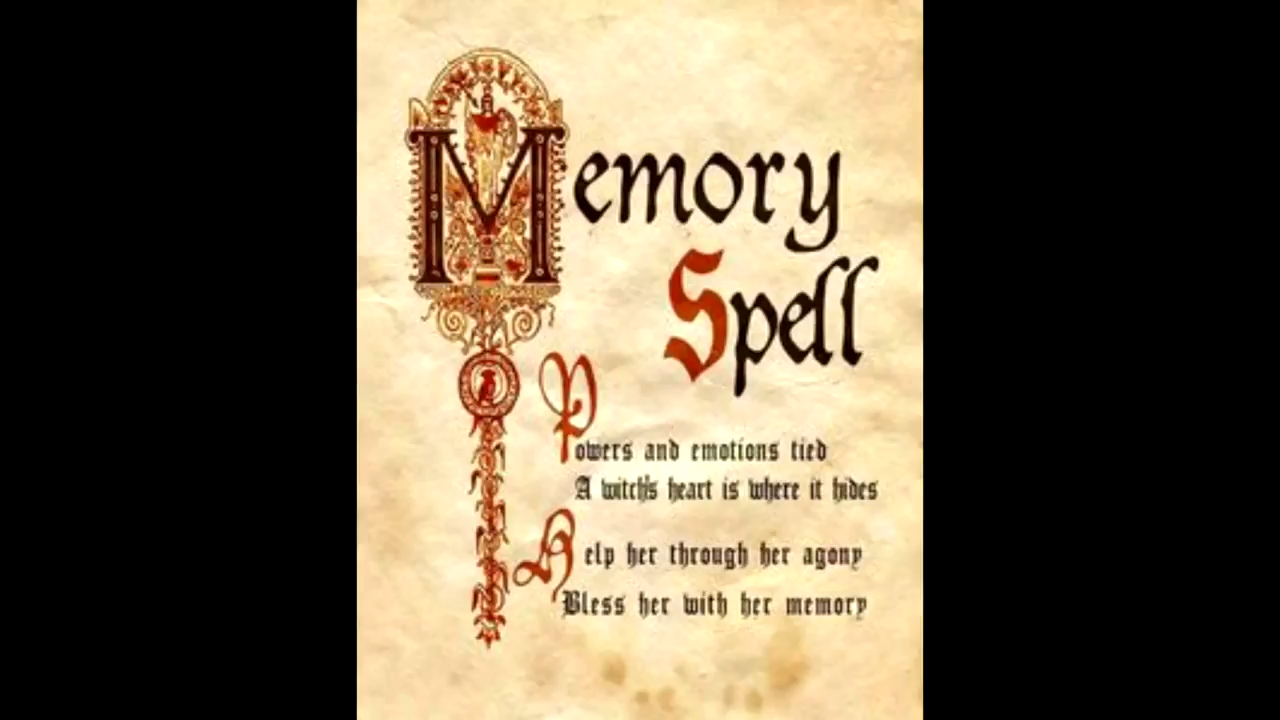 Memory
Spell
Powers and emotions tied
A witch's heart is where it hides
Help her through her agony
Bless her with her memory